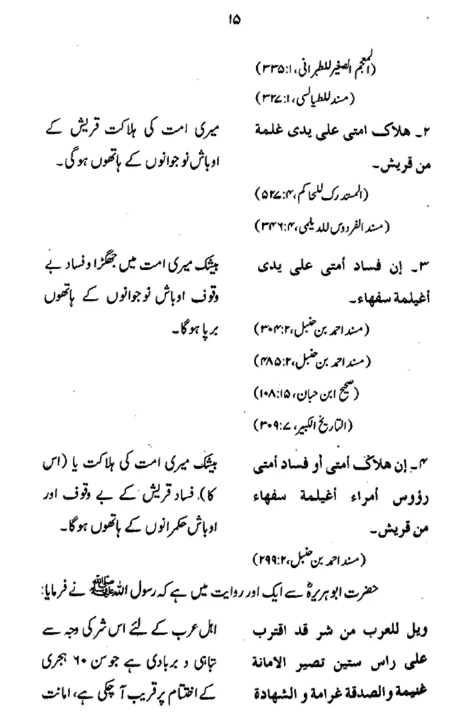 ۱۵
(المعجم الصغیر للطبرانی، ۱:۳۳۵)
(مسند للطیالسی، ۱:۳۲۷)
۲۔ هلاک امتی علی یدی غلمة
من قریش۔
میری امت کی ہلاکت قریش کے
اوباش نوجوانوں کے ہاتھوں ہوگی۔
(المستدرک للحاکم، ۴:۵۲۷)
(مسند الفردوس للدیلمی، ۴:۳۴۶)
۳۔ إن فساد أمتی علی یدی
أغیلمة سفهاء۔
بیشک میری امت میں جھگڑا و فساد بے
وقوف اوباش نوجوانوں کے ہاتھوں
برپا ہوگا۔
(مسند احمد بن حنبل، ۲:۳۰۴)
(مسند احمد بن حنبل، ۲:۴۸۵)
(صحیح ابن حبان، ۱۵:۱۰۸)
(التاریخ الکبیر، ۷:۳۰۹)
۴۔ إن هلاک أمتی أو فساد أمتی
رؤوس أمراء أغیلمة سفهاء
من قریش۔
بیشک میری امت کی ہلاکت یا (اس
کا)، فساد قریش کے بے وقوف اور
اوباش حکمرانوں کے ہاتھوں ہوگا۔
(مسند احمد بن حنبل، ۲:۲۹۹)
حضرت ابو ہریرہؓ سے ایک اور روایت میں ہے کہ رسول اللہ ﷺ نے فرمایا:
ویل للعرب من شر قد اقترب
علی راس ستین تصیر الامانة
غنیمة والصدقة غرامة و الشهادة
اہل عرب کے لئے اس شر کی وجہ سے
تباہی و بربادی ہے جو سن ۶۰ ہجری
کے اختتام پر قریب آ چکی ہے، امانت